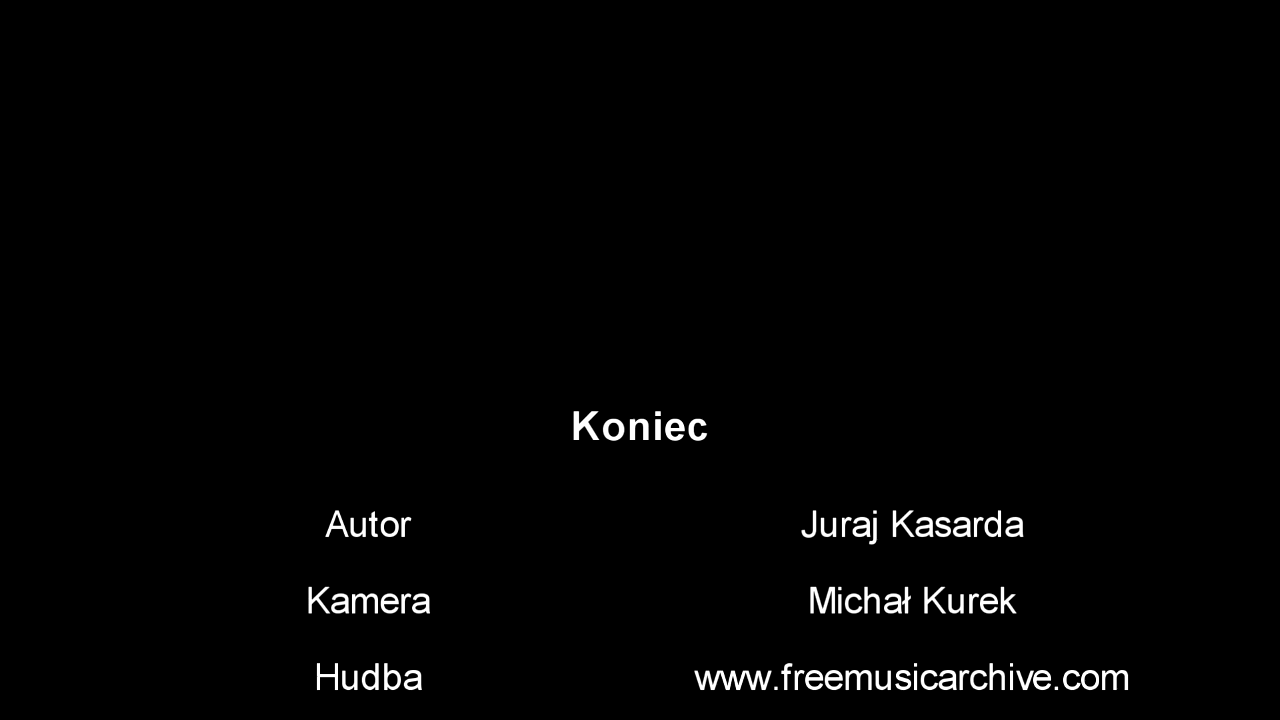 Koniec
Autor Juraj Kasarda
Kamera Michał Kurek
Hudba www.freemusicarchive.com